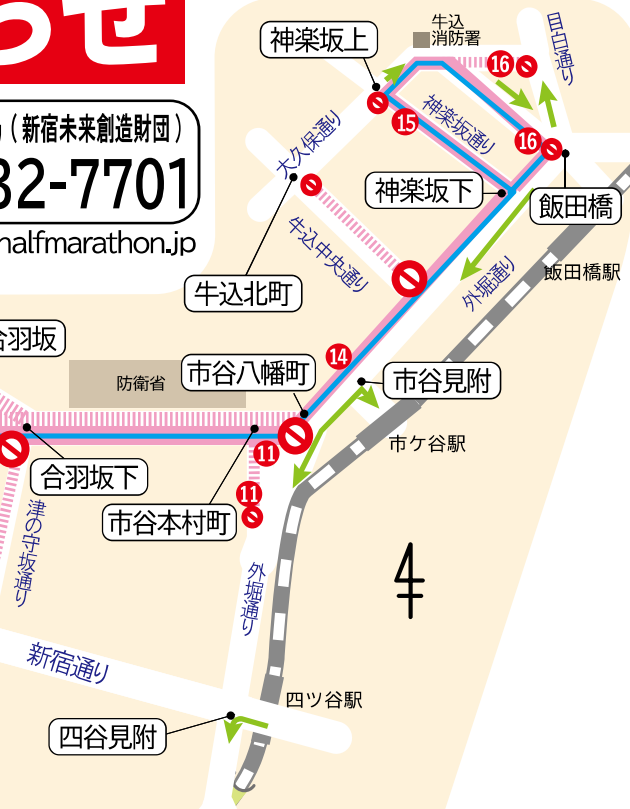 らせ
(新宿未来創造財団)
32-7701
halfmarathon.jp
神楽坂上
牛込
消防署
目白通り
16
15
神楽坂通り
16
大久保通り
神楽坂下
飯田橋
牛込中央通り
外堀通り
飯田橋駅
牛込北町
合羽坂
防衛省
市谷八幡町
14
市谷見附
市ケ谷駅
11
合羽坂下
11
市谷本村町
津の守坂通り
外堀通り
新宿通り
四ツ谷駅
四谷見附